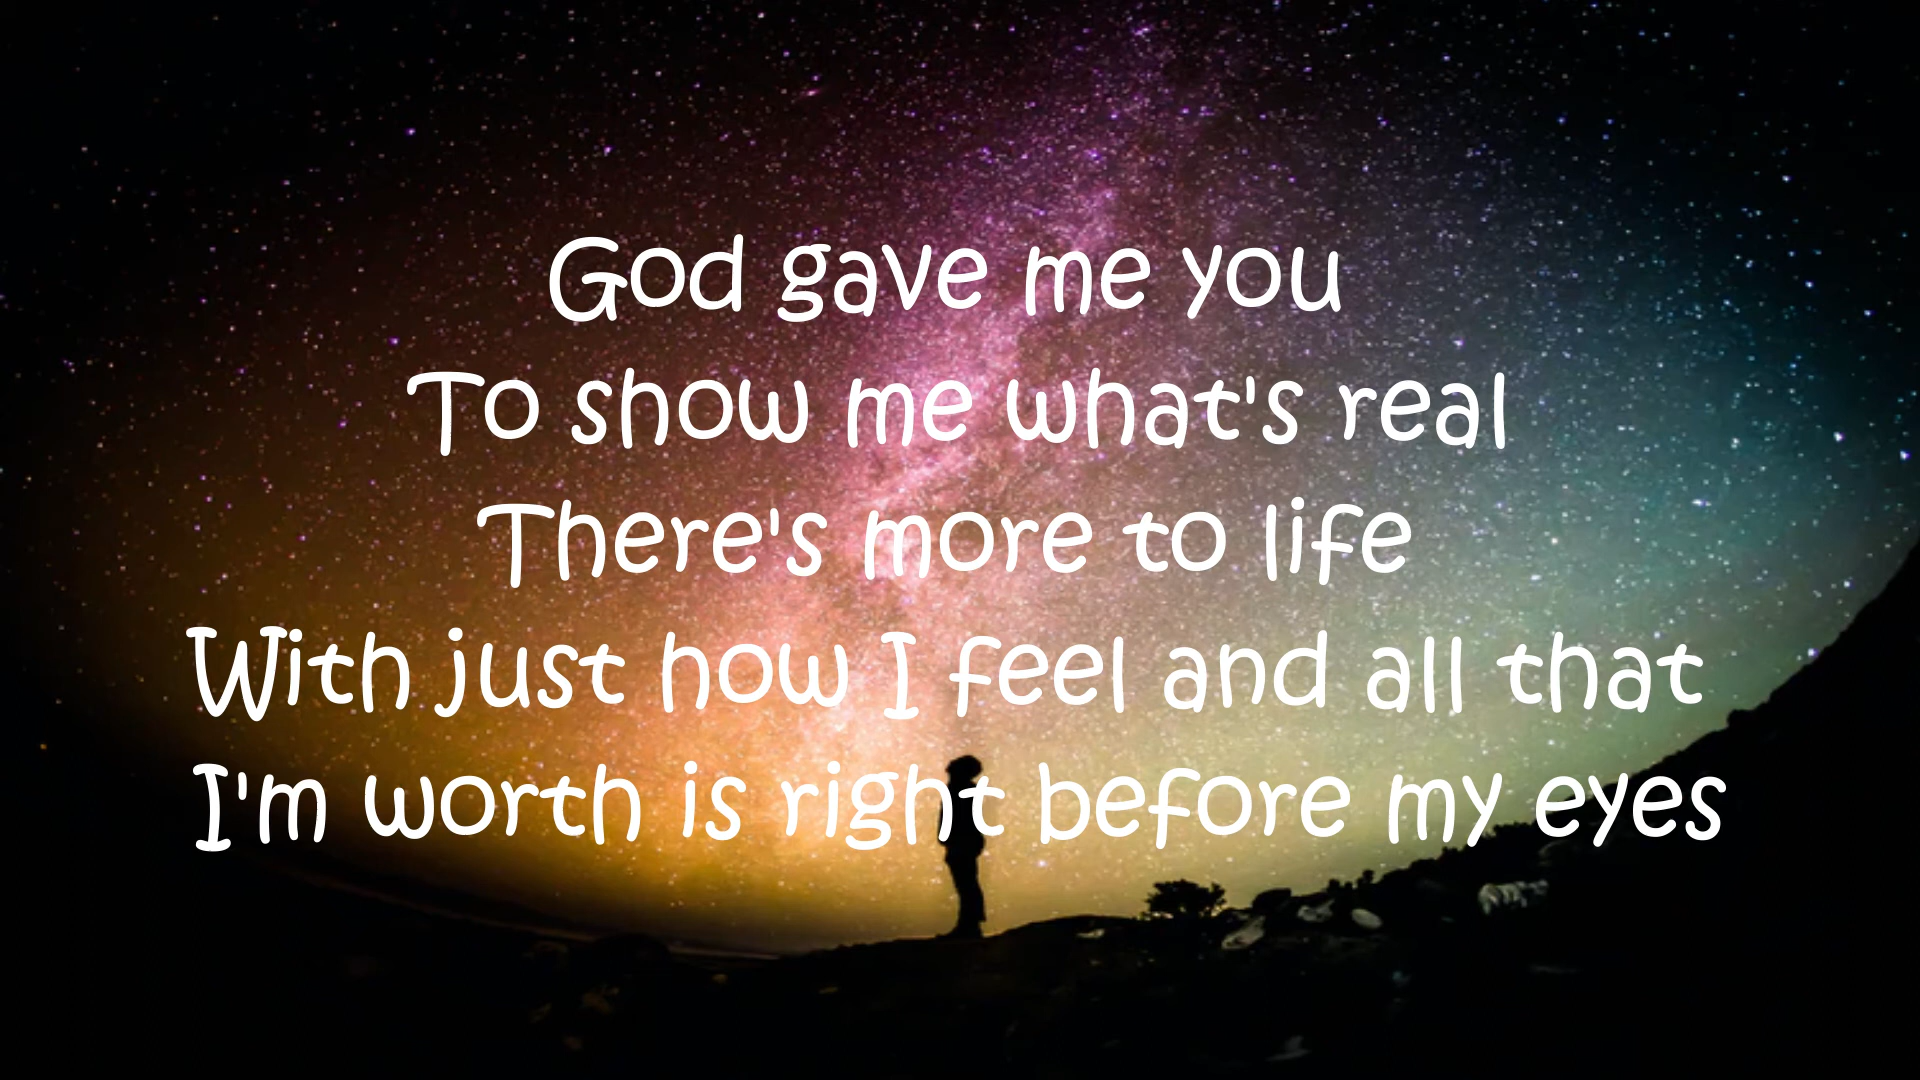 God gave me you
To show me what's real
There's more to life
With just how I feel and all that
I'm worth is right before my eyes